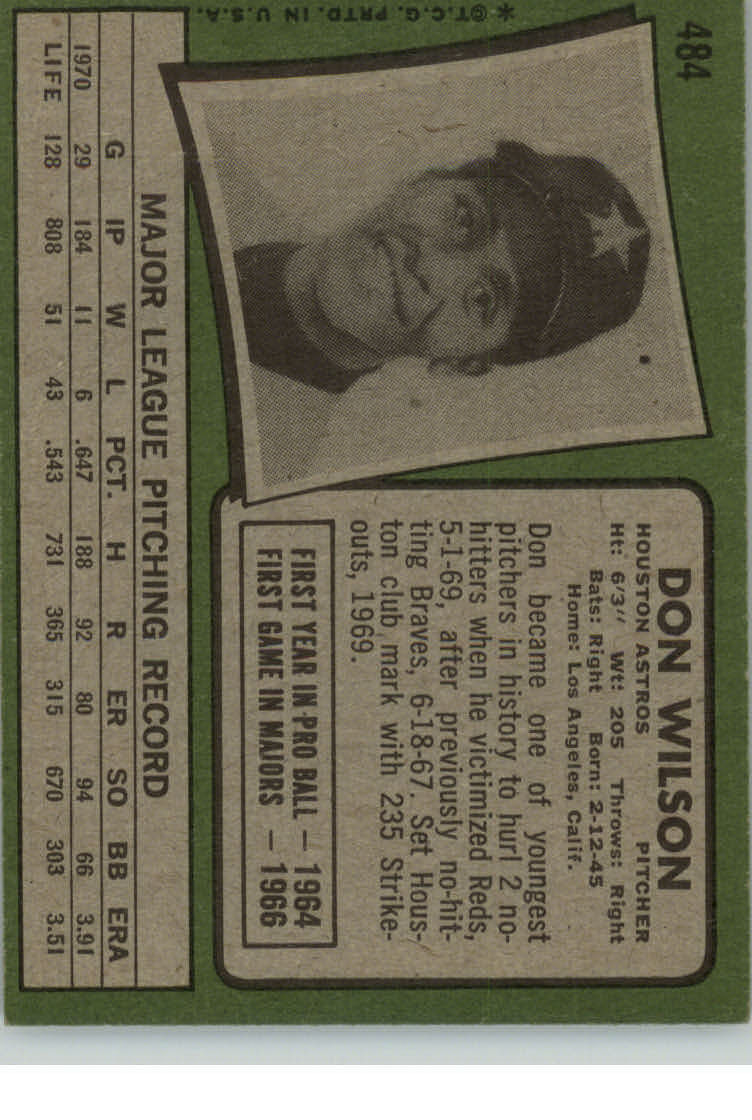 484
DON WILSON
HOUSTON ASTROS PITCHER
Ht: 6'3" Wt: 205 Throws: Right
Bats: Right Born: 2-12-45
Home: Los Angeles, Calif.
Don became one of youngest
pitchers in history to hurl 2 no-
hitters when he victimized Reds,
5-1-69, after previously no-hit-
ting Braves, 6-18-67. Set Hous-
ton club mark with 235 Strike-
outs, 1969.
FIRST YEAR IN PRO BALL — 1964
FIRST GAME IN MAJORS — 1966
MAJOR LEAGUE PITCHING RECORD
G IP W L PCT. H R ER SO BB ERA
1970 29 184 11 6 .647 188 92 80 94 66 3.91
LIFE 128 808 51 43 .543 731 365 315 670 303 3.51
* © T.C.G. PRTD. IN U.S.A.